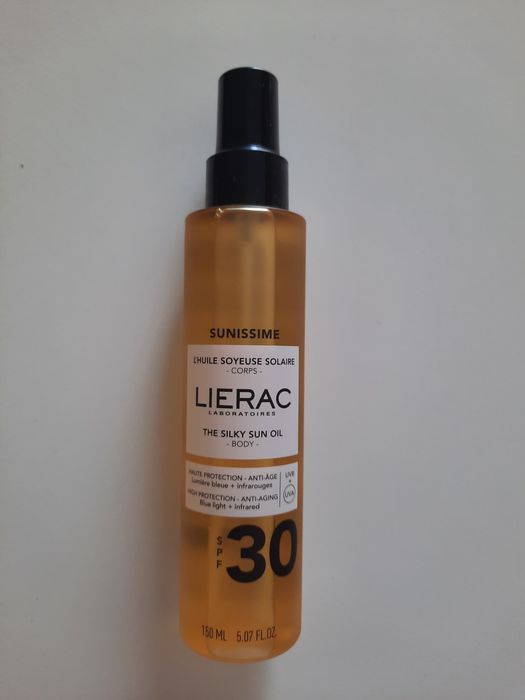 SUNISSIME
L'HUILE SOYEUSE SOLAIRE
- CORPS -
LIERAC
LABORATOIRES
THE SILKY SUN OIL
- BODY -
HAUTE PROTECTION - ANTI-ÂGE
Lumière bleue + infrarouges
HIGH PROTECTION - ANTI-AGING
Blue light + infrared
UVB
+
UVA
SPF 30
150 ML 5.07 FL.OZ.